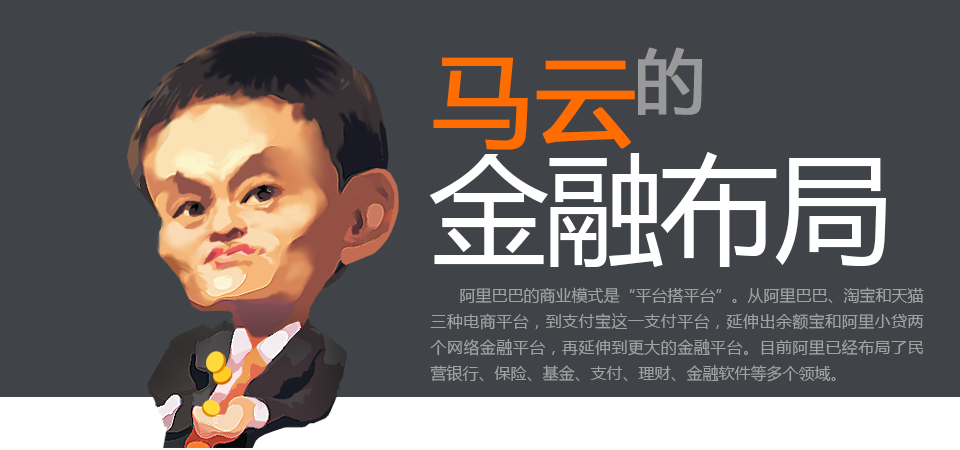 马云的
金融布局
阿里巴巴的商业模式是“平台搭平台”。从阿里巴巴、淘宝和天猫
三种电商平台，到支付宝这一支付平台，延伸出余额宝和阿里小贷两
个网络金融平台，再延伸到更大的金融平台。目前阿里已经布局了民
营银行、保险、基金、支付、理财、金融软件等多个领域。